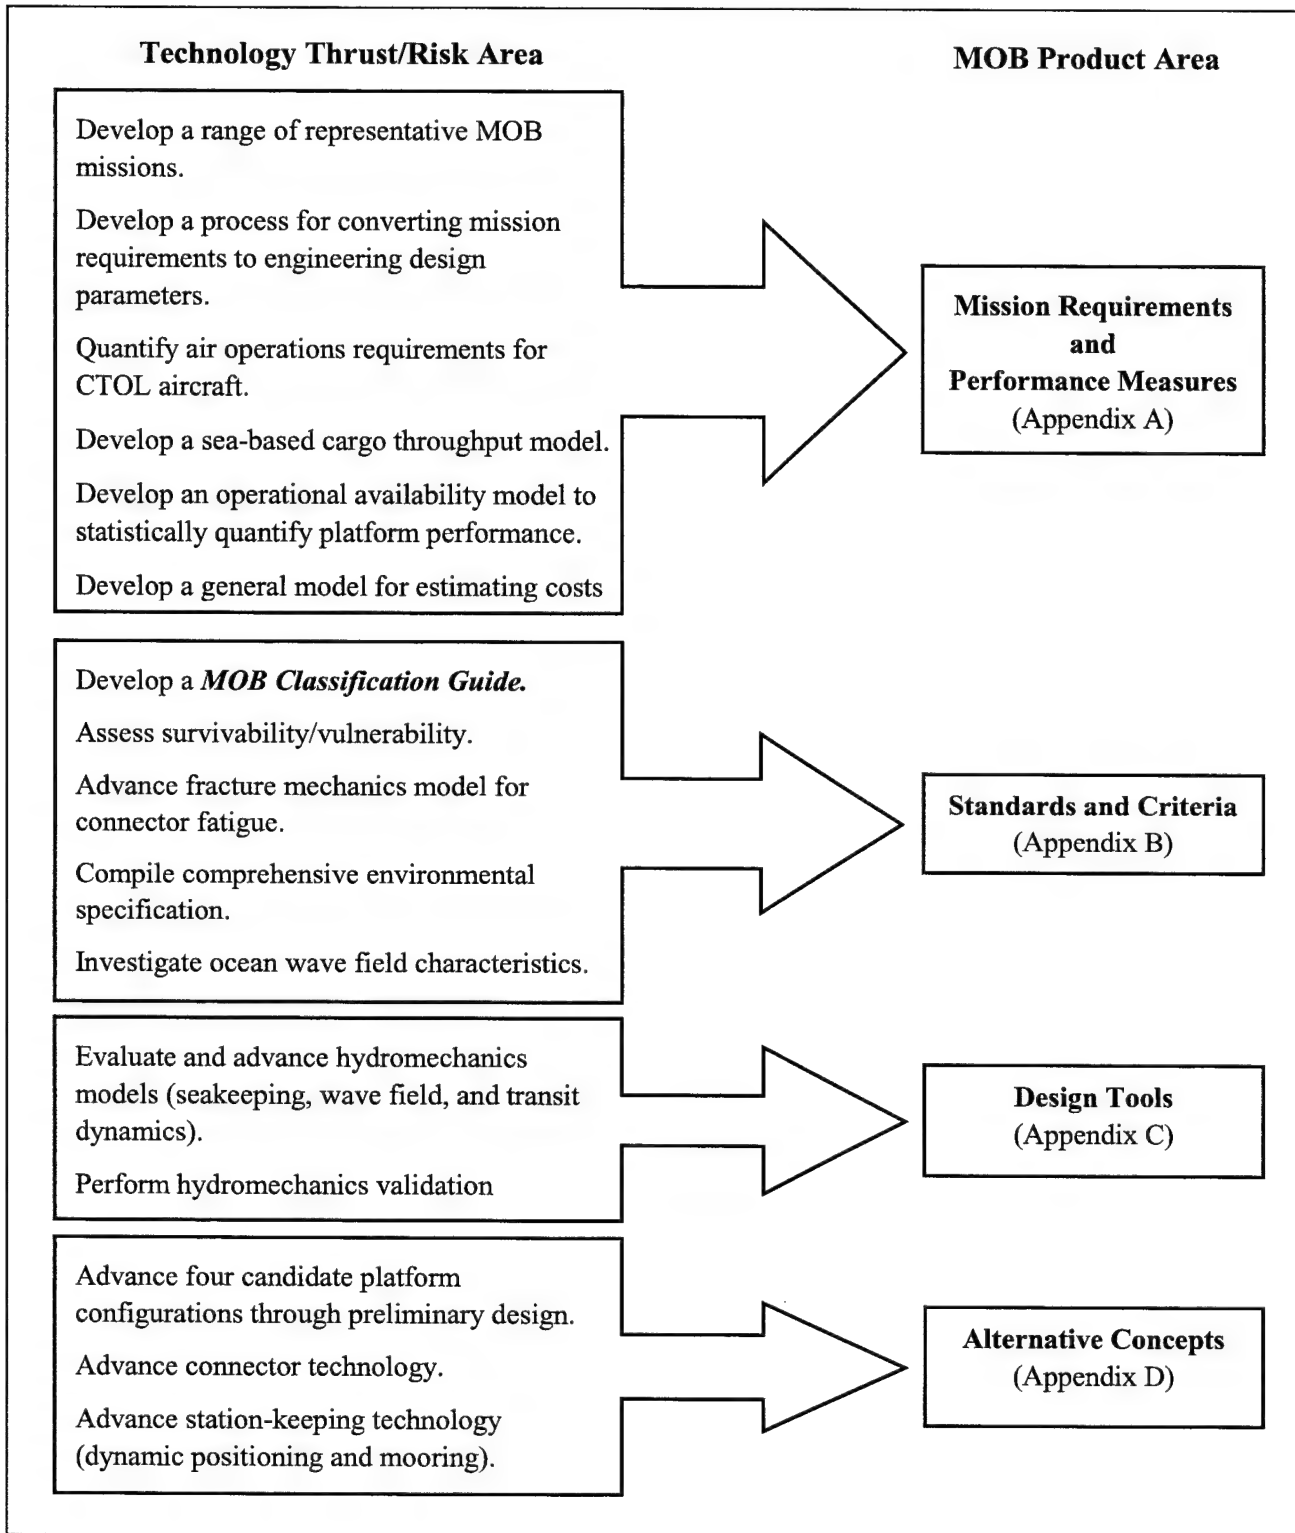 Technology Thrust/Risk Area
MOB Product Area
Develop a range of representative MOB
missions.
Develop a process for converting mission
requirements to engineering design
parameters.
Quantify air operations requirements for
CTOL aircraft.
Develop a sea-based cargo throughput model.
Develop an operational availability model to
statistically quantify platform performance.
Develop a general model for estimating costs
Mission Requirements
and
Performance Measures
(Appendix A)
Develop a MOB Classification Guide.
Assess survivability/vulnerability.
Advance fracture mechanics model for
connector fatigue.
Compile comprehensive environmental
specification.
Investigate ocean wave field characteristics.
Standards and Criteria
(Appendix B)
Evaluate and advance hydromechanics
models (seakeeping, wave field, and transit
dynamics).
Perform hydromechanics validation
Design Tools
(Appendix C)
Advance four candidate platform
configurations through preliminary design.
Advance connector technology.
Advance station-keeping technology
(dynamic positioning and mooring).
Alternative Concepts
(Appendix D)